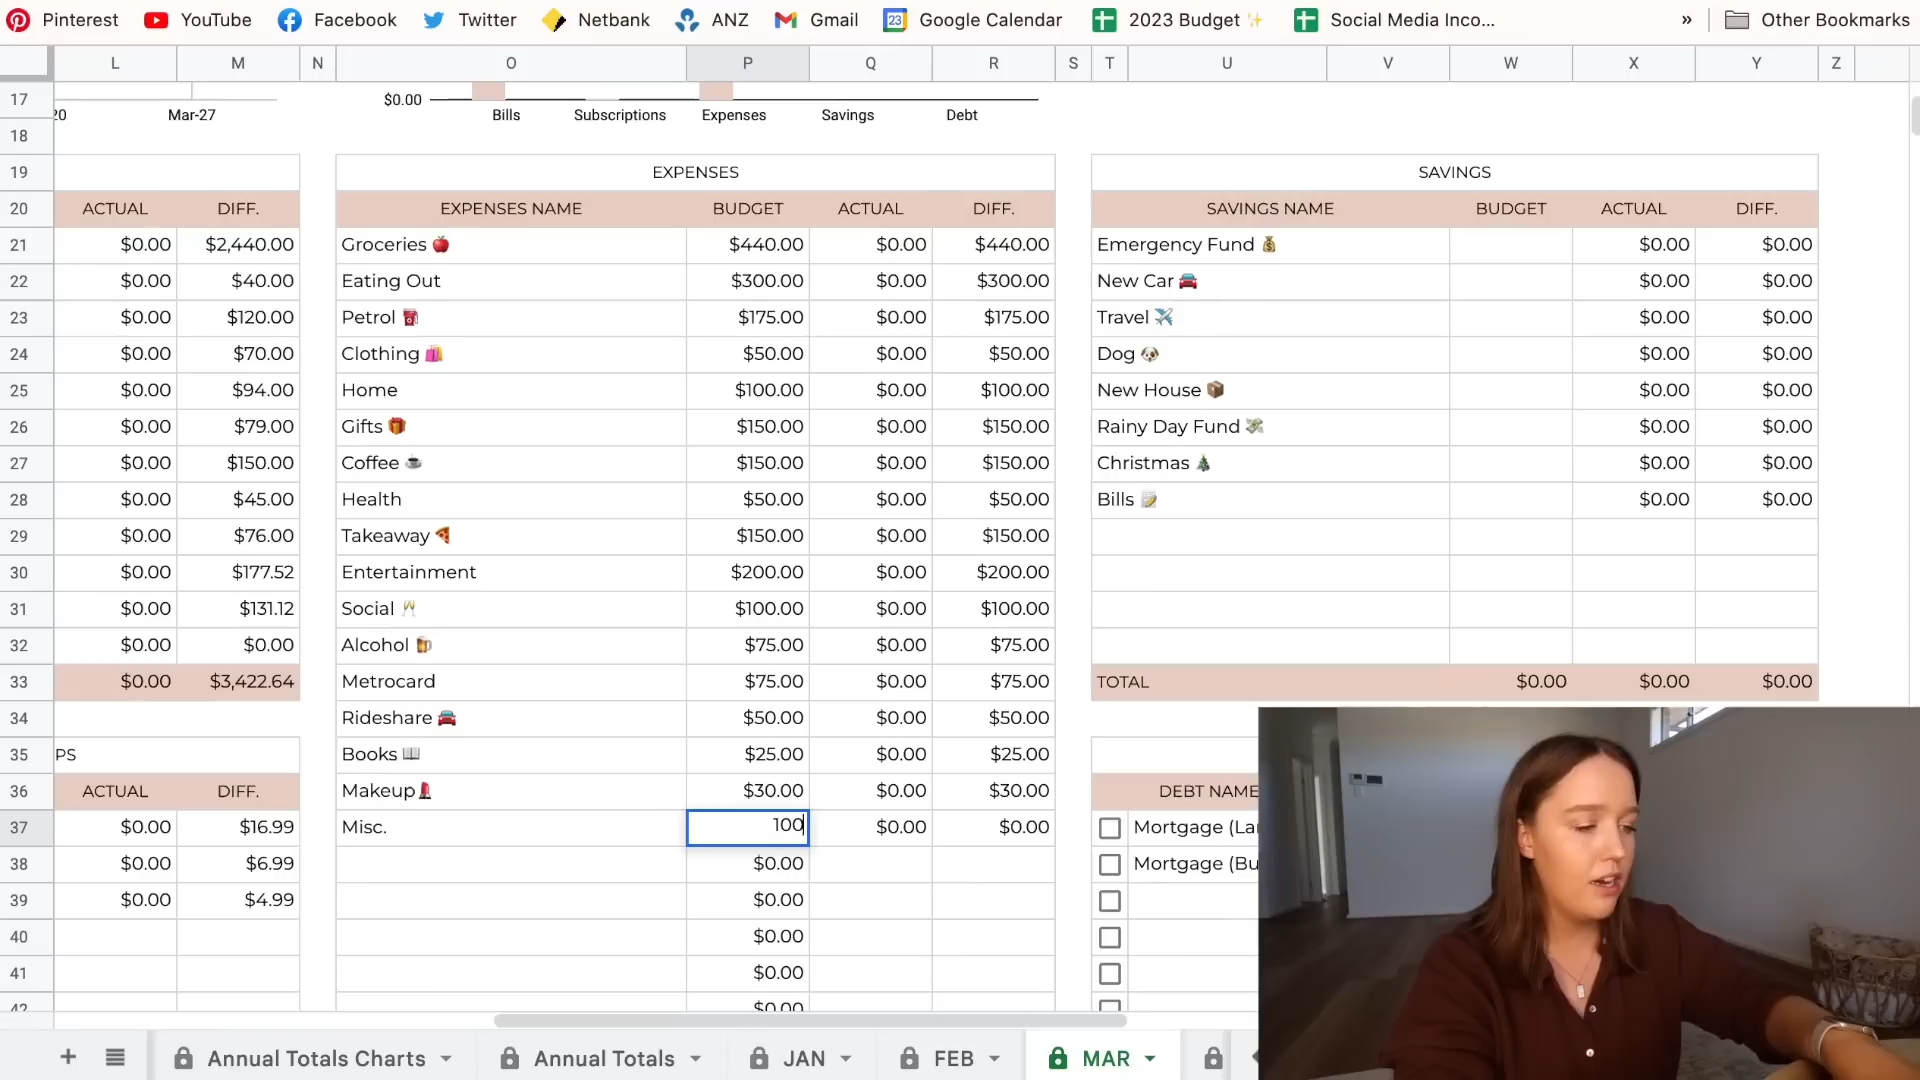 Pinterest YouTube Facebook Twitter Netbank ANZ Gmail 23 Google Calendar 2023 Budget ✨ Social Media Inco... » Other Bookmarks
L M N O P Q R S T U V W X Y Z
17 $0.00
20 Mar-27 Bills Subscriptions Expenses Savings Debt
18
19 EXPENSES SAVINGS
20 ACTUAL DIFF. EXPENSES NAME BUDGET ACTUAL DIFF. SAVINGS NAME BUDGET ACTUAL DIFF.
21 $0.00 $2,440.00 Groceries 🍎 $440.00 $0.00 $440.00 Emergency Fund 💰 $0.00 $0.00
22 $0.00 $40.00 Eating Out $300.00 $0.00 $300.00 New Car 🚘 $0.00 $0.00
23 $0.00 $120.00 Petrol ⛽ $175.00 $0.00 $175.00 Travel ✈️ $0.00 $0.00
24 $0.00 $70.00 Clothing 🛍️ $50.00 $0.00 $50.00 Dog 🐶 $0.00 $0.00
25 $0.00 $94.00 Home $100.00 $0.00 $100.00 New House 📦 $0.00 $0.00
26 $0.00 $79.00 Gifts 🎁 $150.00 $0.00 $150.00 Rainy Day Fund 💸 $0.00 $0.00
27 $0.00 $150.00 Coffee ☕ $150.00 $0.00 $150.00 Christmas 🎄 $0.00 $0.00
28 $0.00 $45.00 Health $50.00 $0.00 $50.00 Bills 📝 $0.00 $0.00
29 $0.00 $76.00 Takeaway 🍕 $150.00 $0.00 $150.00
30 $0.00 $177.52 Entertainment $200.00 $0.00 $200.00
31 $0.00 $131.12 Social 🥂 $100.00 $0.00 $100.00
32 $0.00 $0.00 Alcohol 🍺 $75.00 $0.00 $75.00
33 $0.00 $3,422.64 Metrocard $75.00 $0.00 $75.00 TOTAL $0.00 $0.00 $0.00
34 Rideshare 🚘 $50.00 $0.00 $50.00
35 PS Books 📖 $25.00 $0.00 $25.00
36 ACTUAL DIFF. Makeup💄 $30.00 $0.00 $30.00 DEBT NAME
37 $0.00 $16.99 Misc. 100 $0.00 $0.00 Mortgage (Lan
38 $0.00 $6.99 $0.00 Mortgage (Bu
39 $0.00 $4.99 $0.00
40 $0.00
41 $0.00
42 $0.00
+ Annual Totals Charts Annual Totals JAN FEB MAR